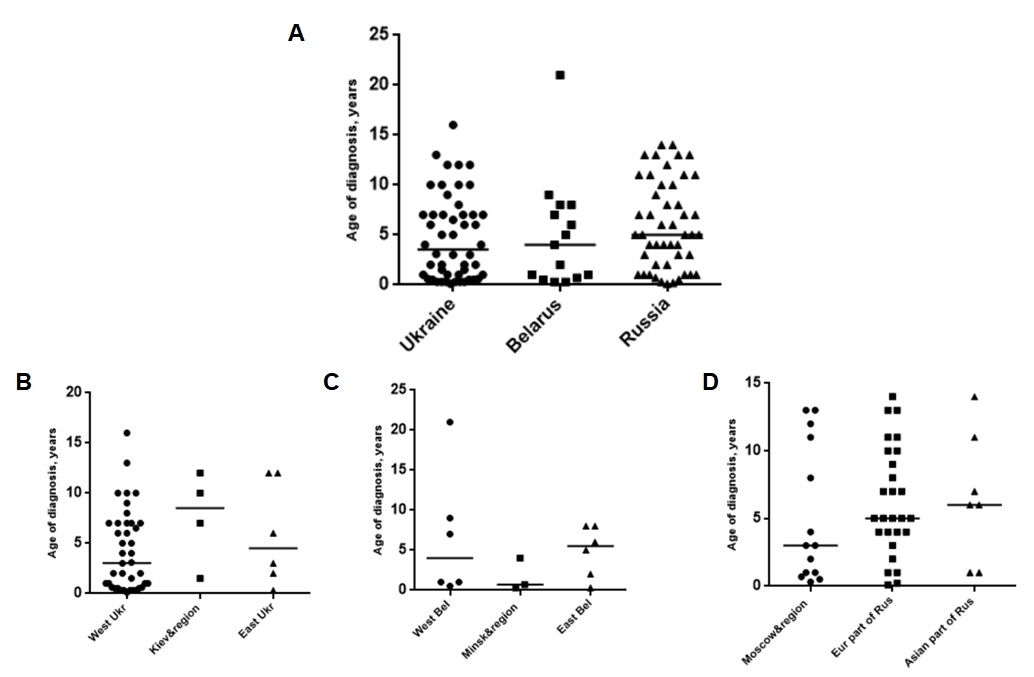 A
Age of diagnosis, years
25
20
15
10
5
0
Ukraine
Belarus
Russia
B
Age of diagnosis, years
20
15
10
5
0
West Ukr
Kiev&region
East Ukr
C
Age of diagnosis, years
25
20
15
10
5
0
West Bel
Minsk&region
East Bel
D
Age of diagnosis, years
15
10
5
0
Moscow&region
Eur part of Rus
Asian part of Rus